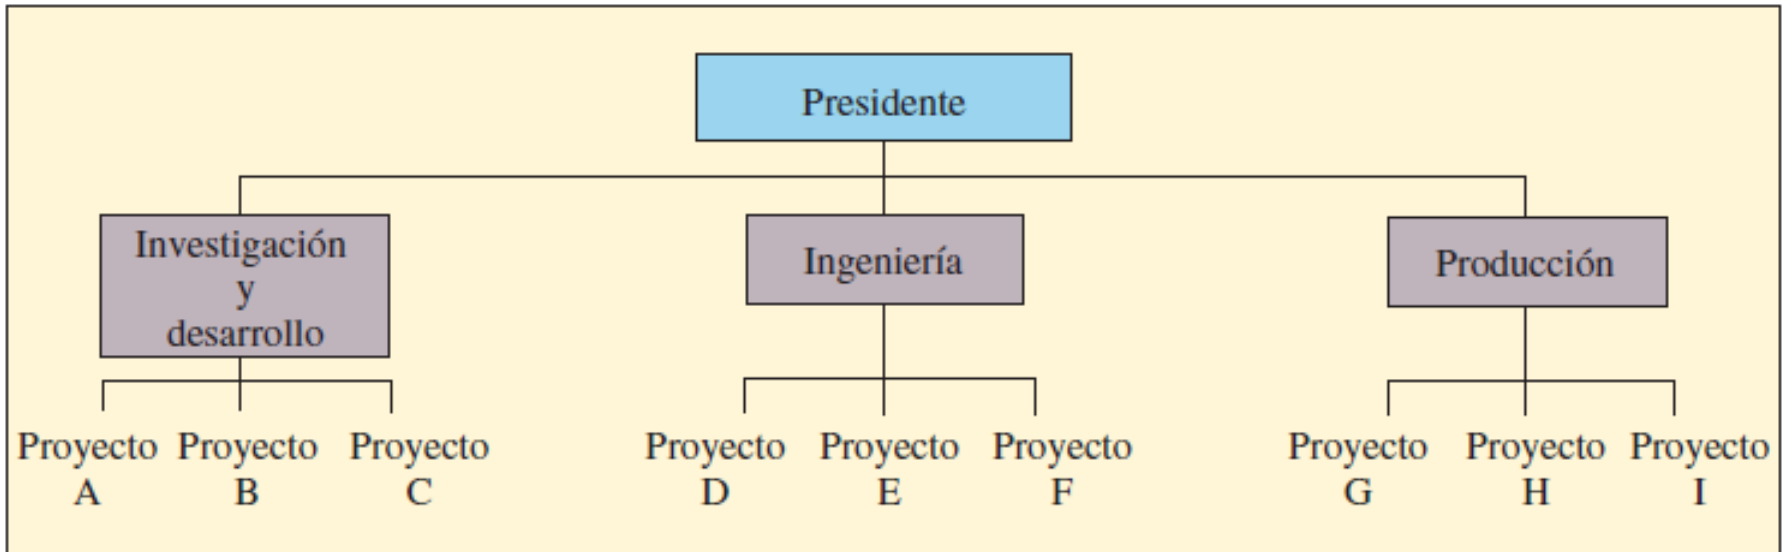 Presidente
Investigación
y
desarrollo
Ingeniería
Producción
Proyecto Proyecto Proyecto
A B C
Proyecto Proyecto Proyecto
D E F
Proyecto Proyecto Proyecto
G H I